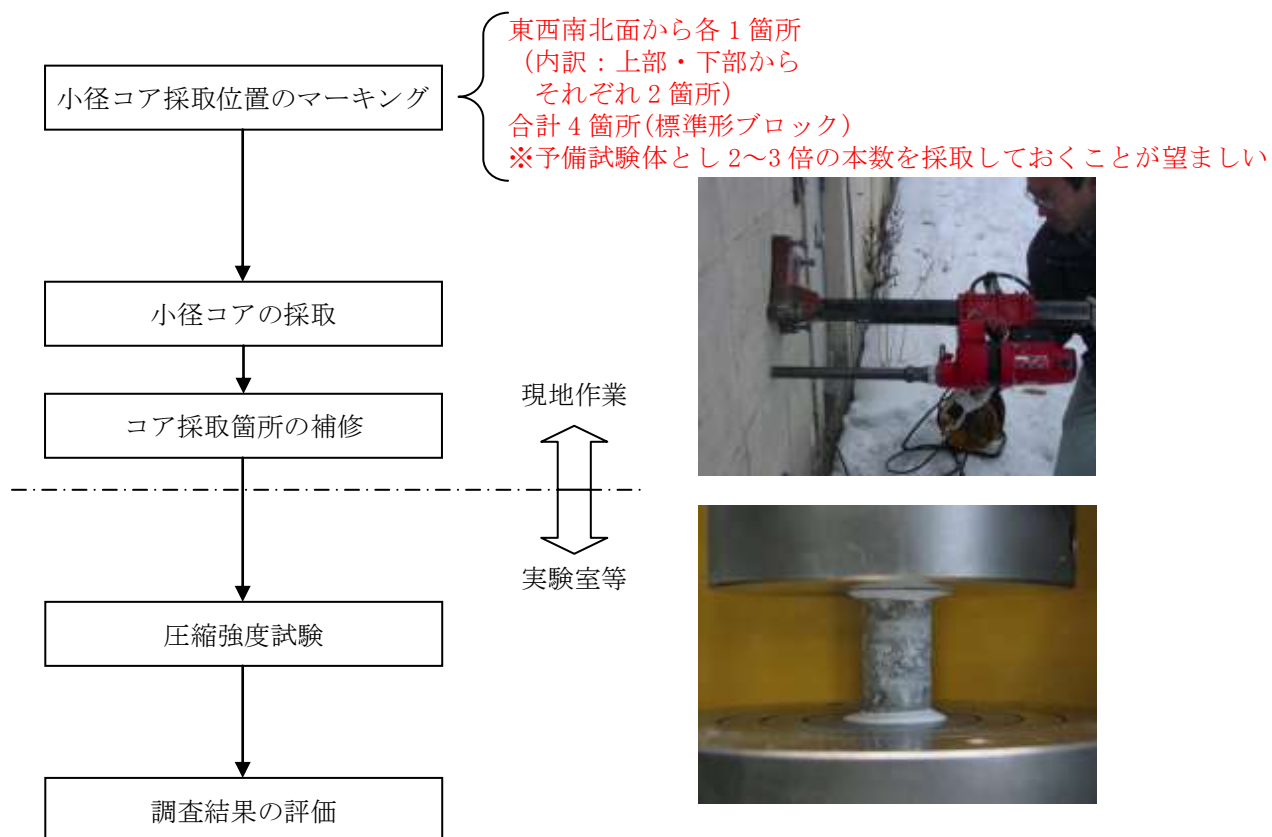 東西南北面から各 1 箇所
（内訳：上部・下部から
それぞれ 2 箇所）
小径コア採取位置のマーキング
合計 4 箇所(標準形ブロック)
※予備試験体とし 2～3 倍の本数を採取しておくことが望ましい
小径コアの採取
コア採取箇所の補修
現地作業
実験室等
圧縮強度試験
調査結果の評価